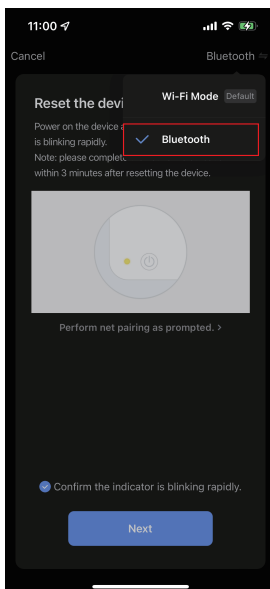 11:00
Cancel
Bluetooth
Wi-Fi Mode Default
Bluetooth
Reset the devi
Power on the device
is blinking rapidly.
Note: please complet
within 3 minutes after resetting the device.
Perform net pairing as prompted. >
Confirm the indicator is blinking rapidly.
Next